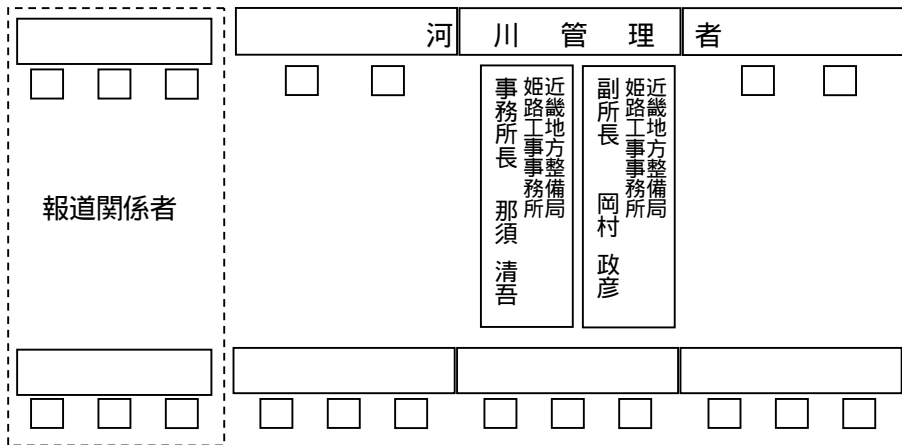 河川管理者
近畿地方整備局
姫路工事事務所
副所長 岡村 政彦
近畿地方整備局
姫路工事事務所
事務所長 那須 清吾
報道関係者